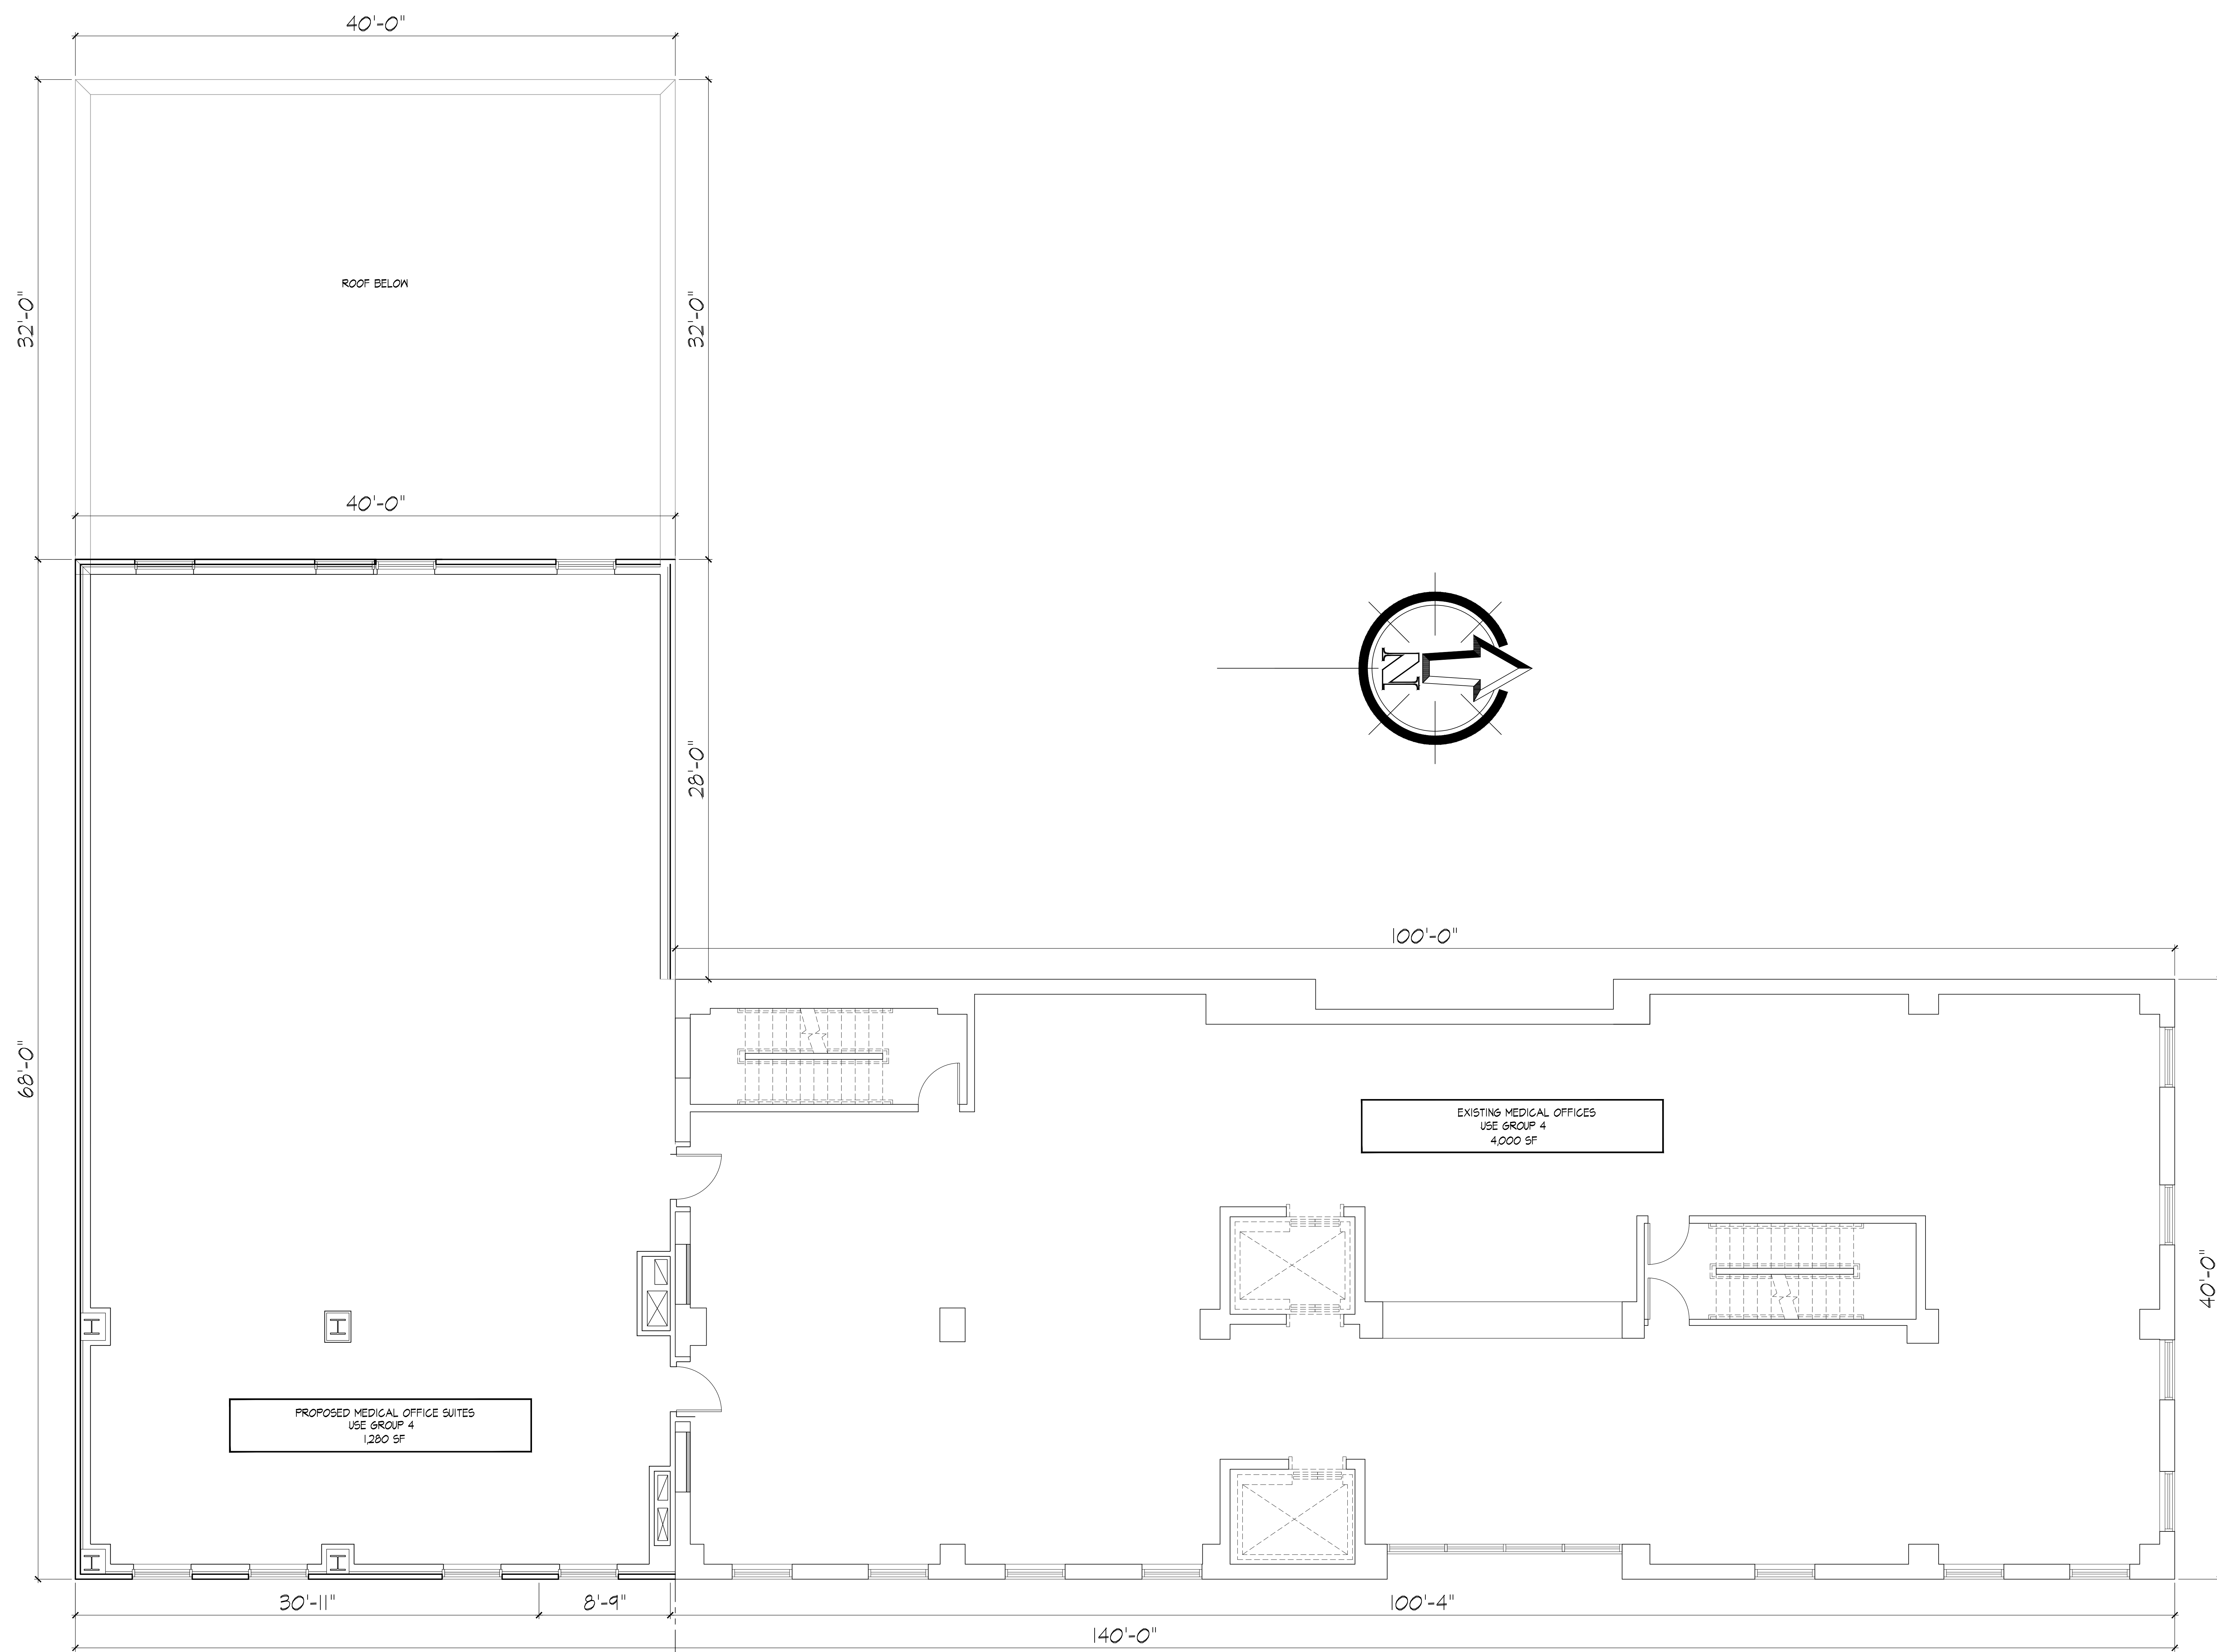 40'-0"
ROOF BELOW
32'-0"
32'-0"
40'-0"
28'-0"
N
100'-0"
68'-0"
EXISTING MEDICAL OFFICES
USE GROUP 4
4,000 SF
40'-0"
PROPOSED MEDICAL OFFICE SUITES
USE GROUP 4
1,280 SF
30'-11"
8'-9"
100'-4"
140'-0"